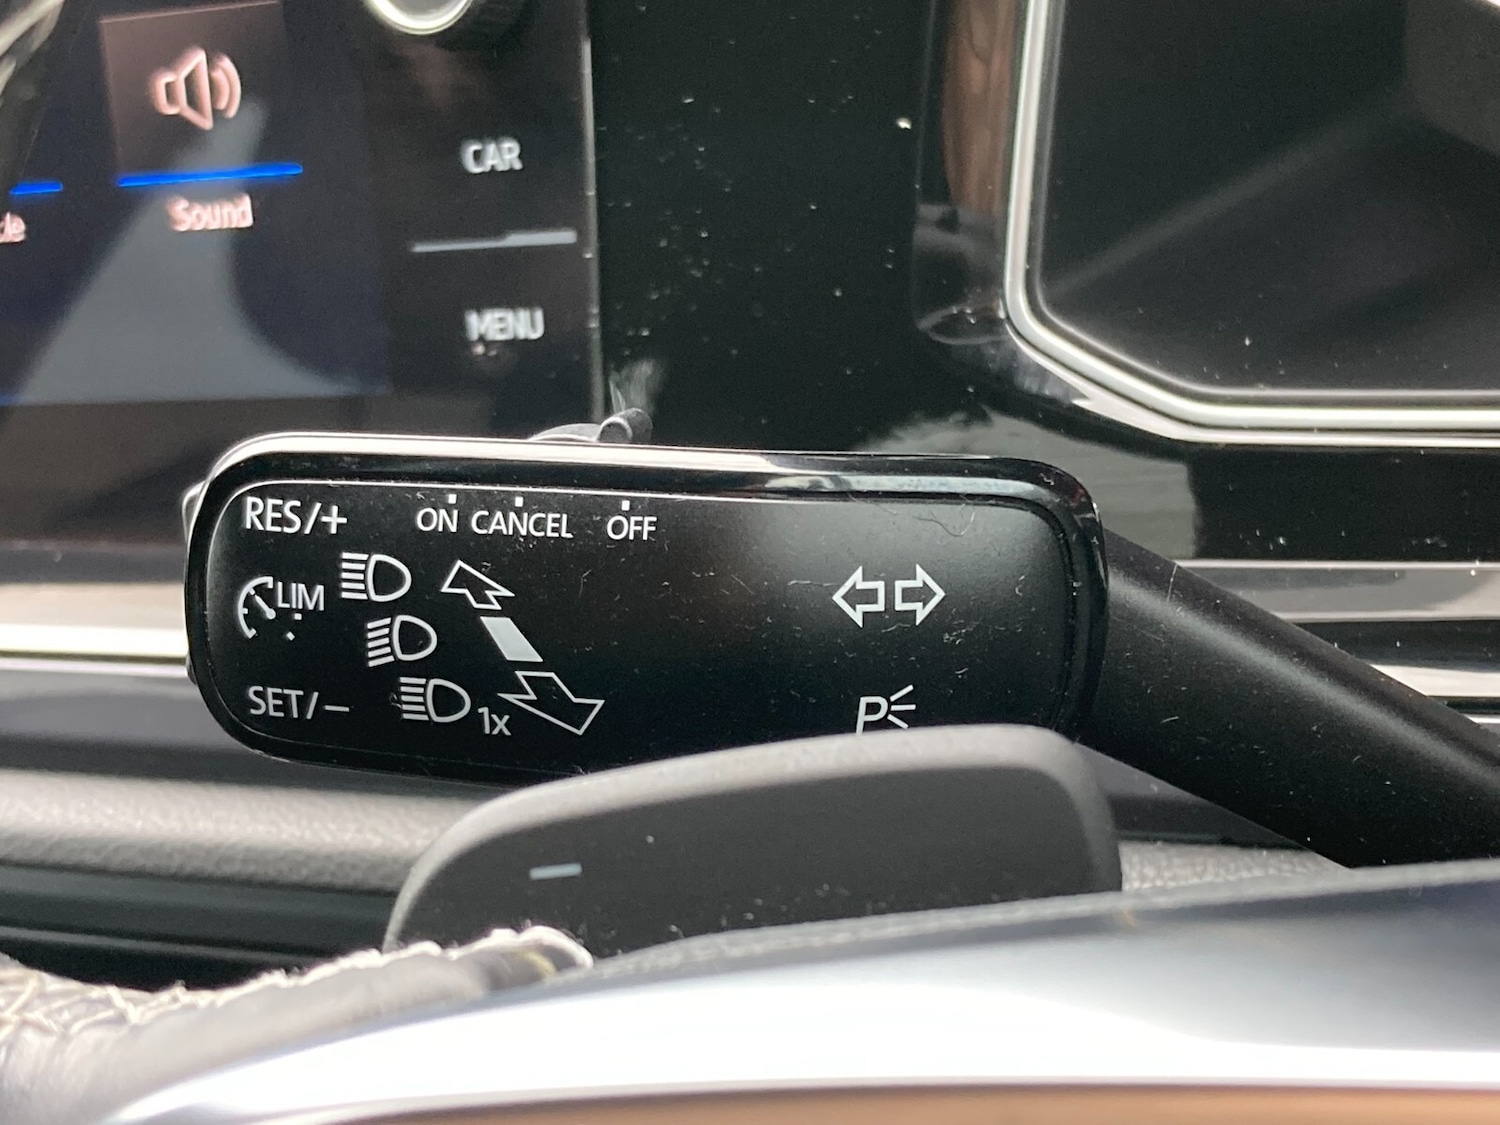 CAR
Sound
MENU
RES/+ ON CANCEL OFF
LIM
SET/– 1x
P
–